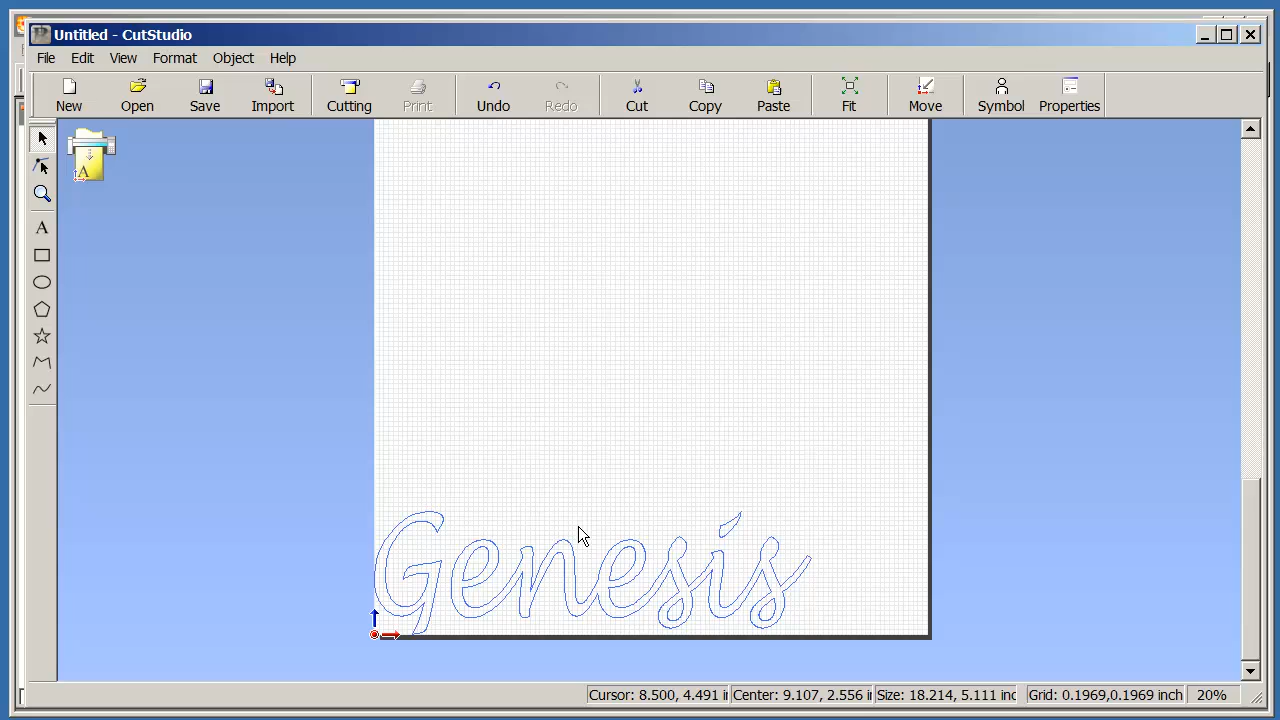 Untitled - CutStudio
File Edit View Format Object Help
New Open Save Import Cutting Print Undo Redo Cut Copy Paste Fit Move Symbol Properties
A
A
Genesis
Cursor: 8.500, 4.491 i Center: 9.107, 2.556 i Size: 18.214, 5.111 inc Grid: 0.1969,0.1969 inch 20%